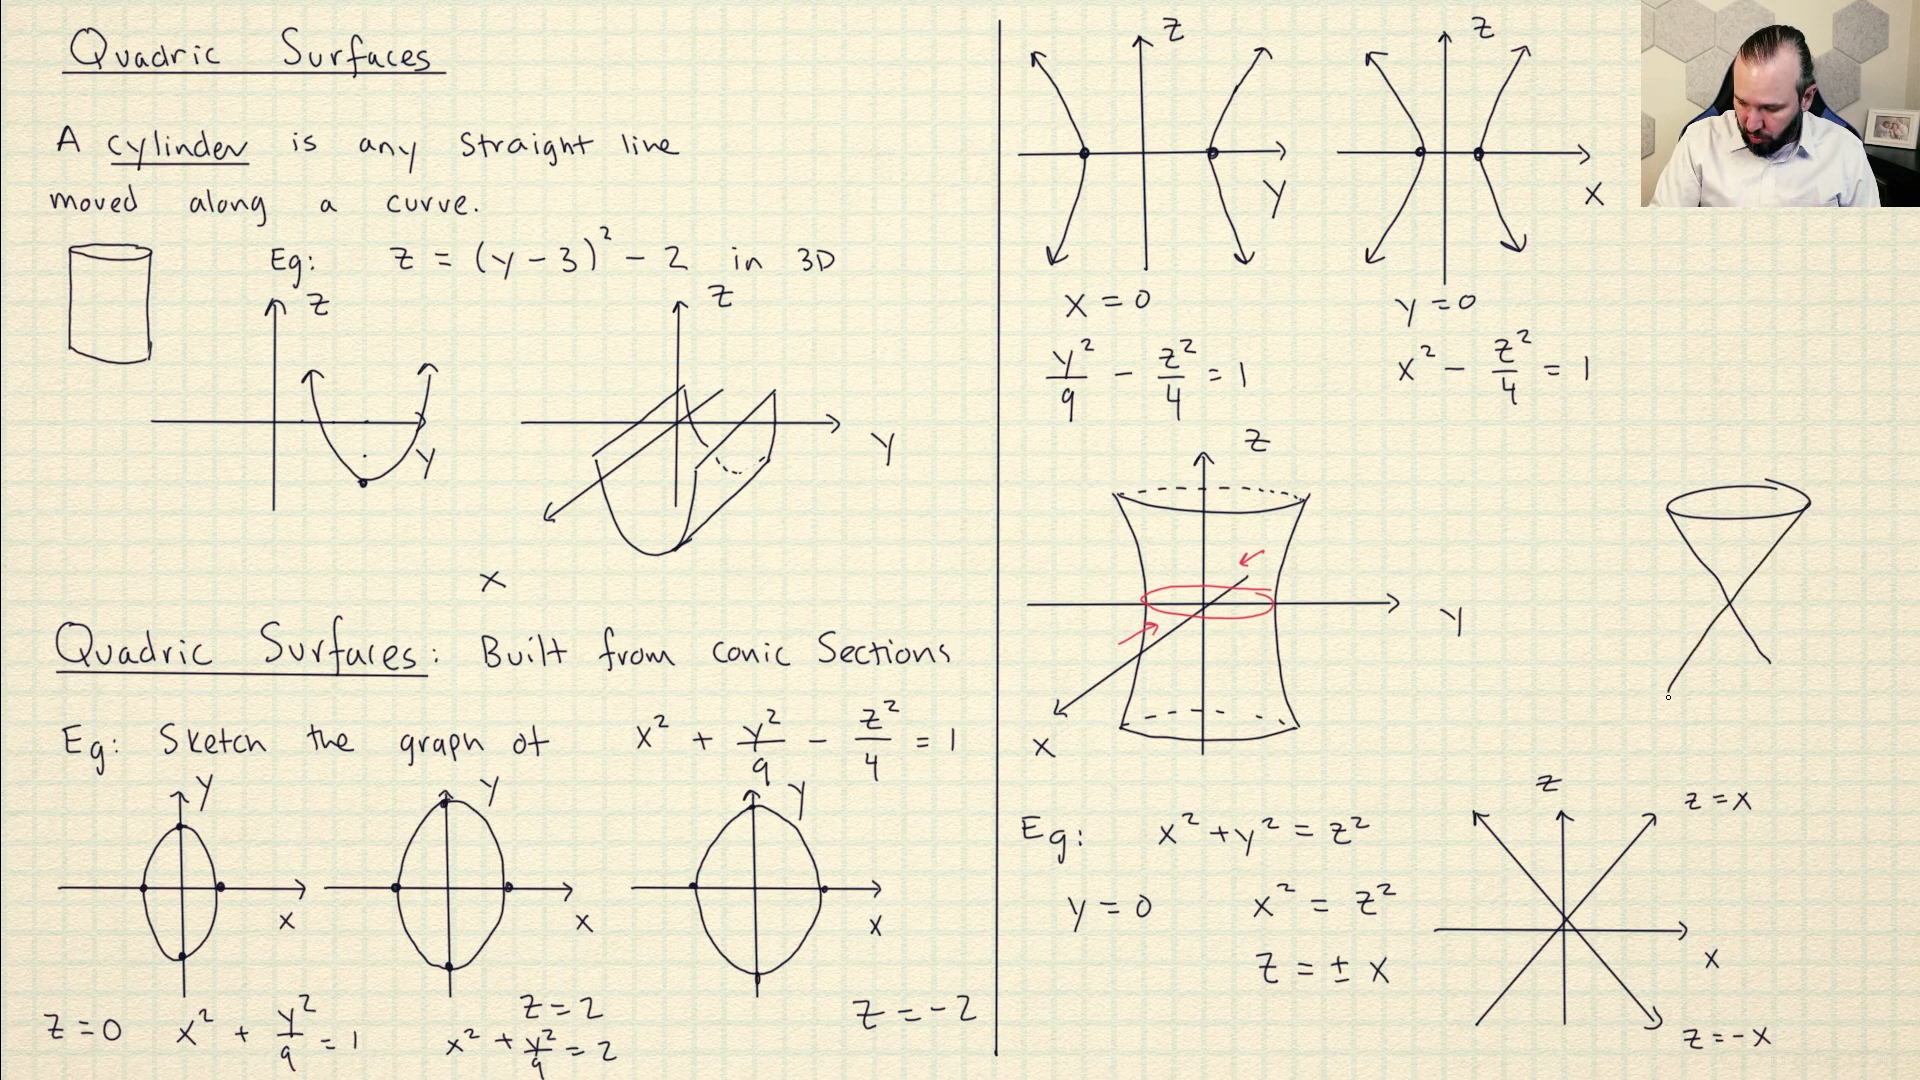 Quadric Surfaces
A cylinder is any straight line
moved along a curve.
Eg: z = (y - 3)² - 2 in 3D
z
y
z
y
x
Quadric Surfaces: Built from conic Sections
Eg: Sketch the graph of x² + y²/9 - z²/4 = 1
y
x
y
x
y
x
z = 0 x² + y²/9 = 1
z = 2
x² + y²/9 = 2
z = -2
z
y
z
x
x = 0
y²/9 - z²/4 = 1
y = 0
x² - z²/4 = 1
z
y
x
Eg: x² + y² = z²
y = 0 x² = z²
z = ± x
z
z = x
x
z = -x